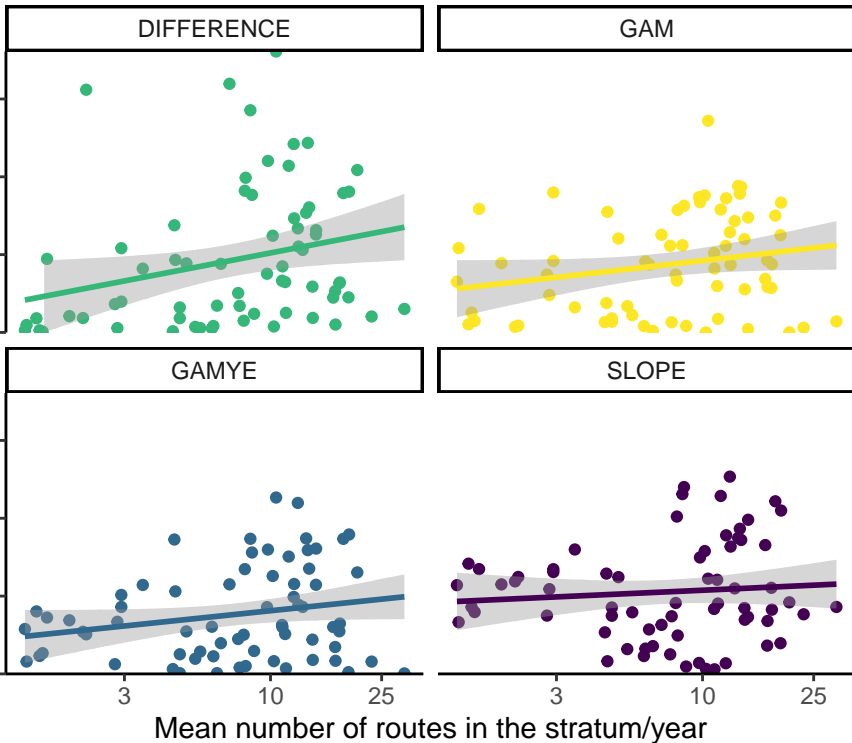 DIFFERENCE
GAM
GAMYE
SLOPE
3 10 25 3 10 25
Mean number of routes in the stratum/year